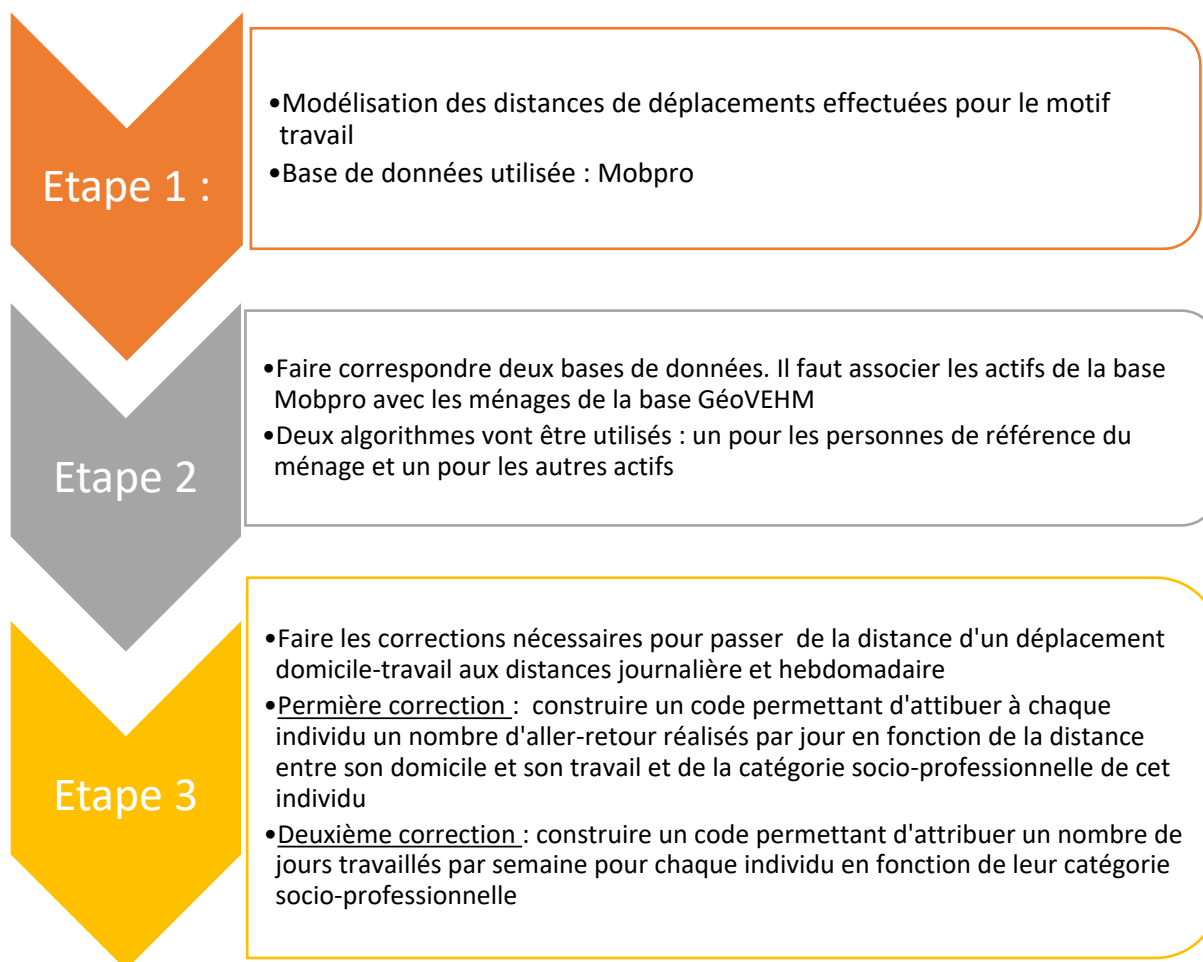 Etape 1 :
•Modélisation des distances de déplacements effectuées pour le motif
travail
•Base de données utilisée : Mobpro
Etape 2
•Faire correspondre deux bases de données. Il faut associer les actifs de la base
Mobpro avec les ménages de la base GéoVEHM
•Deux algorithmes vont être utilisés : un pour les personnes de référence du
ménage et un pour les autres actifs
Etape 3
•Faire les corrections nécessaires pour passer de la distance d'un déplacement
domicile-travail aux distances journalière et hebdomadaire
•Permière correction : construire un code permettant d'attibuer à chaque
individu un nombre d'aller-retour réalisés par jour en fonction de la distance
entre son domicile et son travail et de la catégorie socio-professionnelle de cet
individu
•Deuxième correction : construire un code permettant d'attribuer un nombre de
jours travaillés par semaine pour chaque individu en fonction de leur catégorie
socio-professionnelle